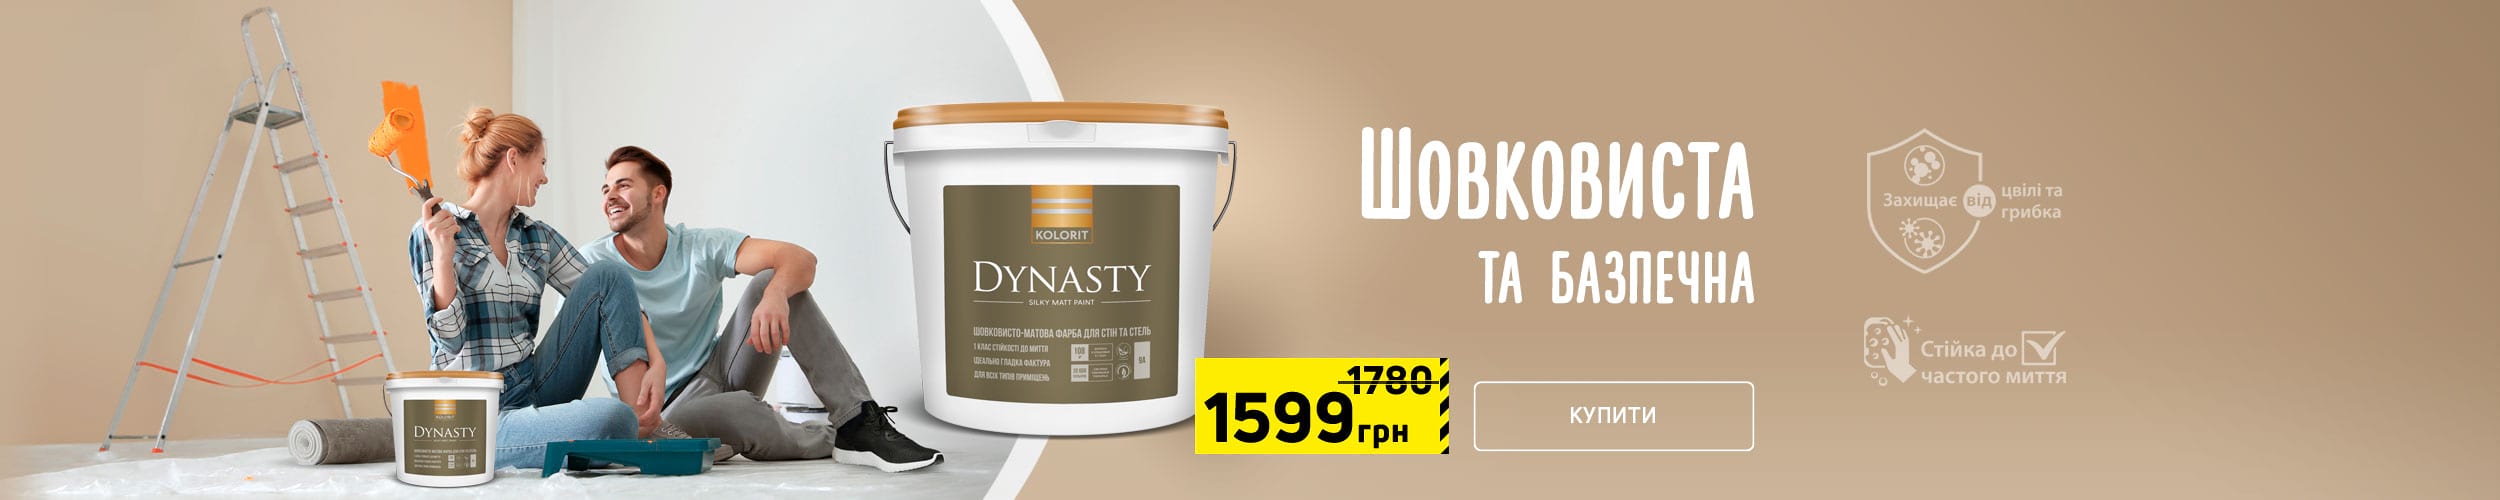 KOLORIT
DYNASTY
SILKY MATT PAINT
ШОВКОВИСТО-МАТОВА ФАРБА ДЛЯ СТІН ТА СТЕЛЬ
1 КЛАС СТІЙКОСТІ ДО МИТТЯ
ІДЕАЛЬНО ГЛАДКА ФАКТУРА
ДЛЯ ВСІХ ТИПІВ ПРИМІЩЕНЬ
9A
KOLORIT
DYNASTY
1780
1599 грн
Шовковиста
та базпечна
КУПИТИ
Захищає від цвілі та
грибка
Стійка до
частого миття